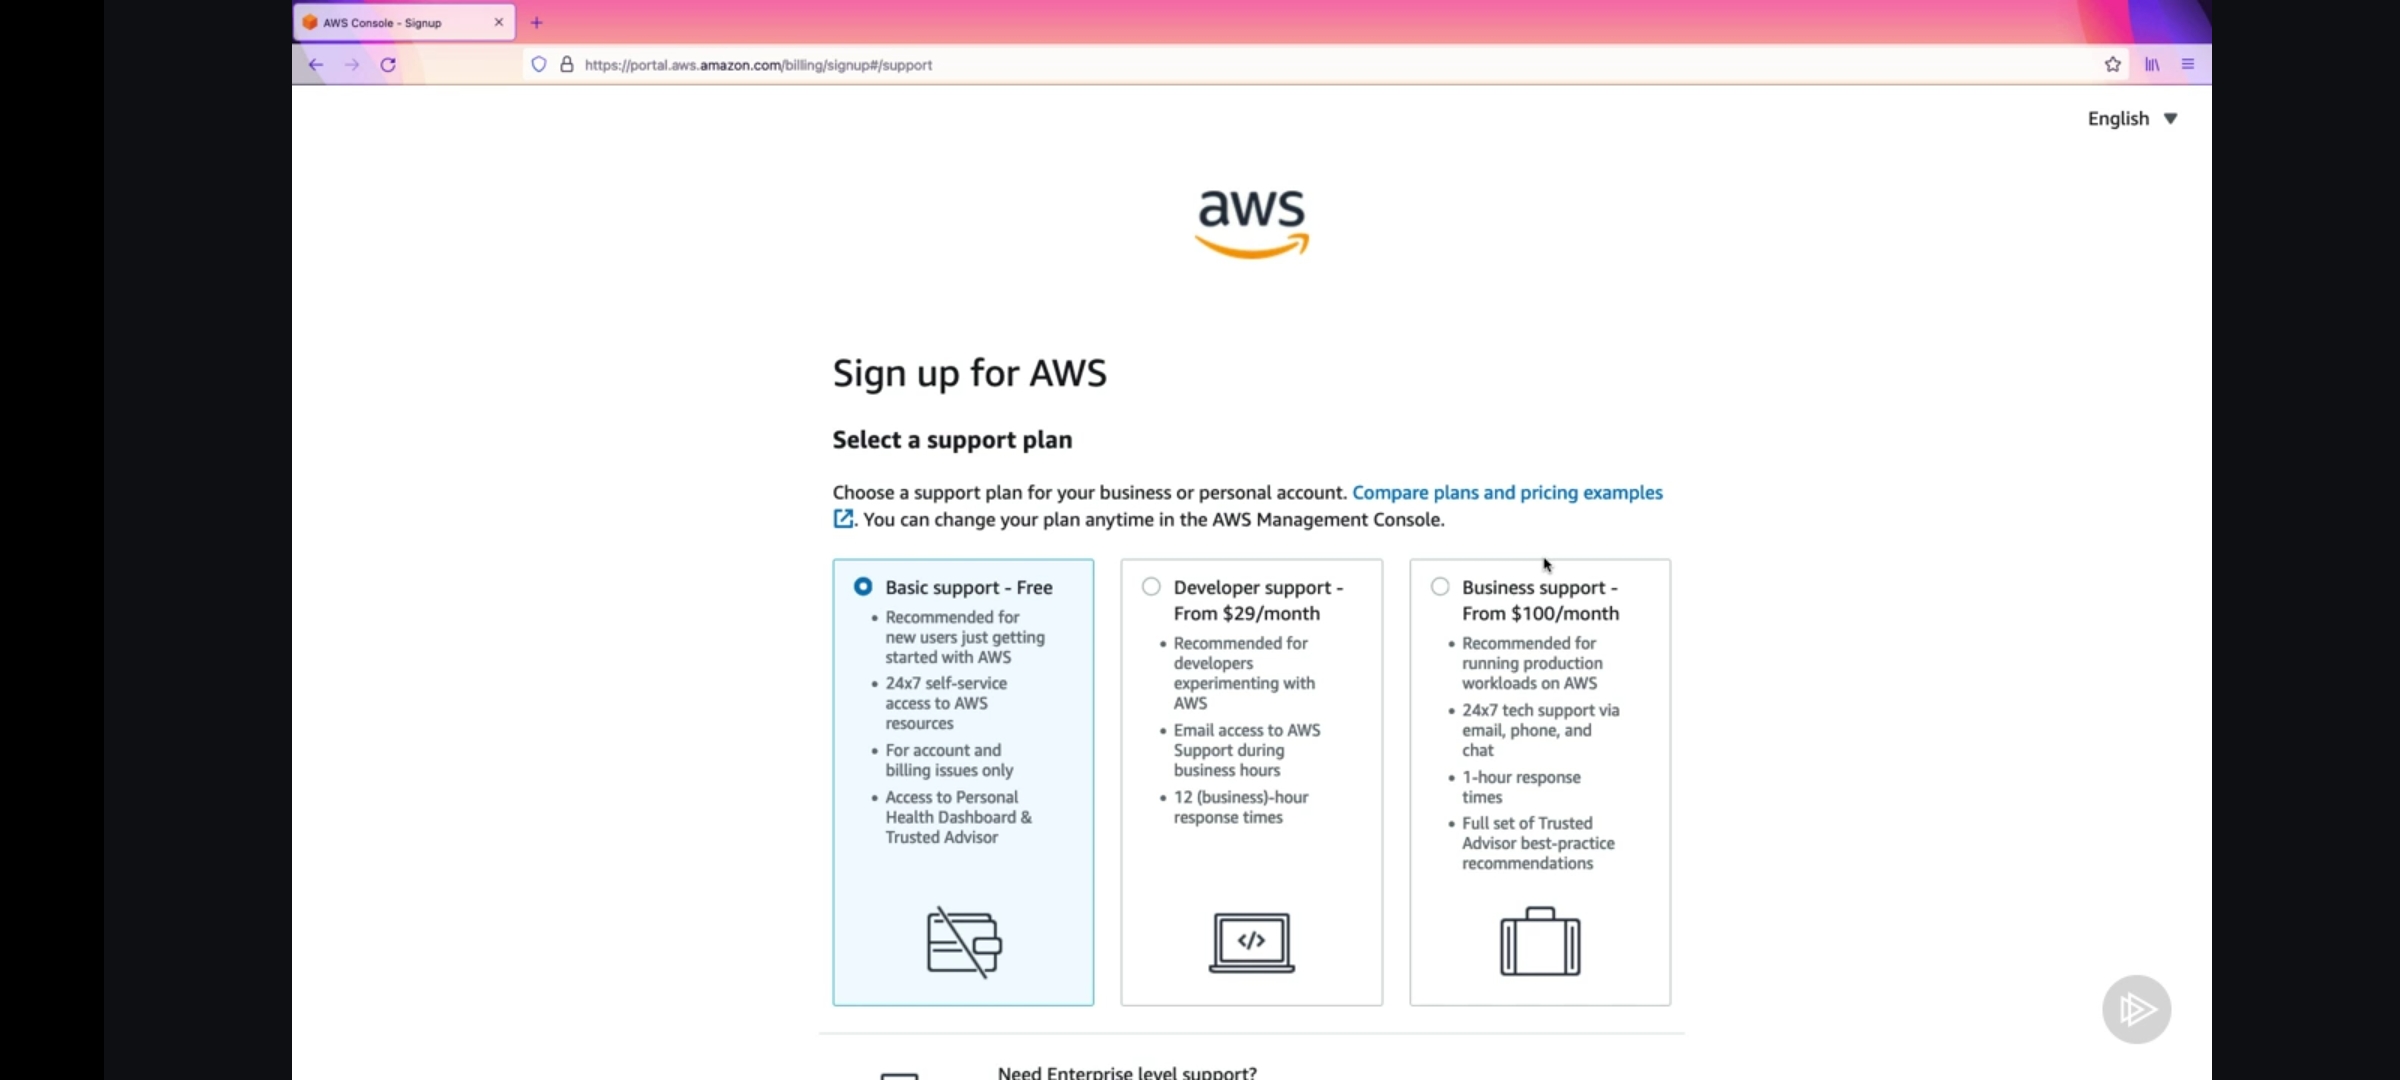 AWS Console - Signup
https://portal.aws.amazon.com/billing/signup#/support
English
aws
Sign up for AWS
Select a support plan
Choose a support plan for your business or personal account. Compare plans and pricing examples
. You can change your plan anytime in the AWS Management Console.
Basic support - Free
• Recommended for
new users just getting
started with AWS
• 24x7 self-service
access to AWS
resources
• For account and
billing issues only
• Access to Personal
Health Dashboard &
Trusted Advisor
Developer support -
From $29/month
• Recommended for
developers
experimenting with
AWS
• Email access to AWS
Support during
business hours
• 12 (business)-hour
response times
</>
Business support -
From $100/month
• Recommended for
running production
workloads on AWS
• 24x7 tech support via
email, phone, and
chat
• 1-hour response
times
• Full set of Trusted
Advisor best-practice
recommendations
Need Enterprise level support?